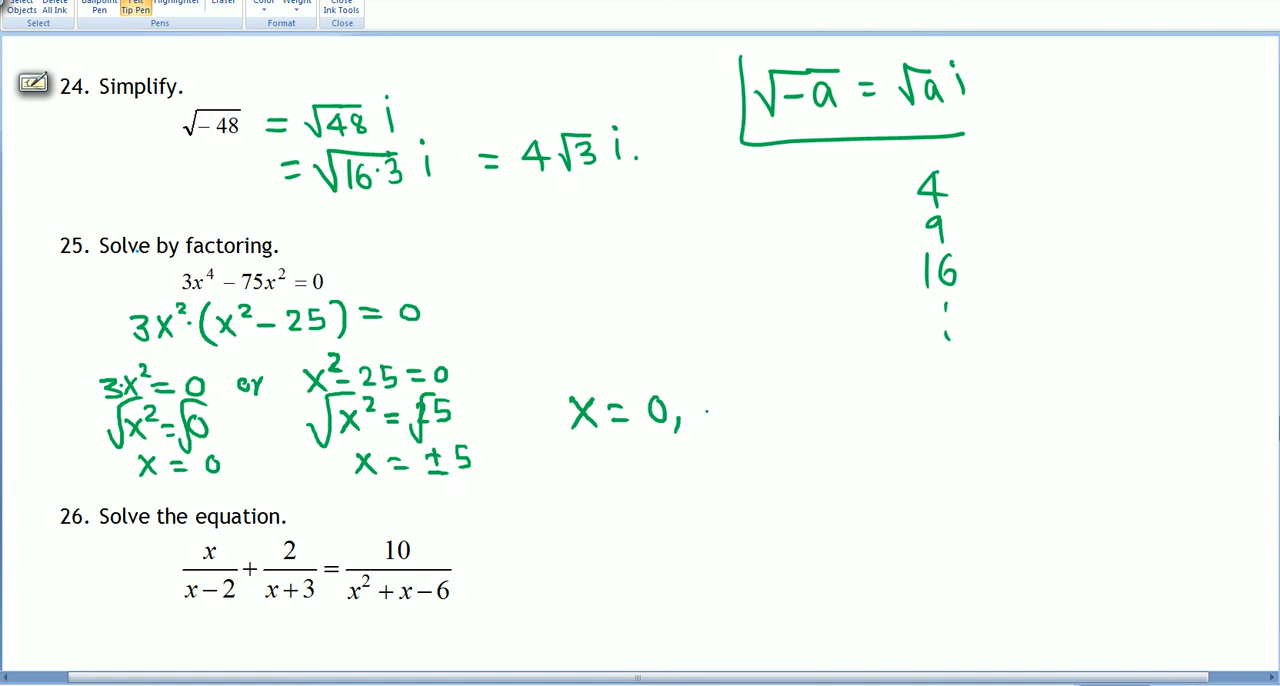 Select Delete
Objects All Ink
Select
Ballpoint Felt Highlighter Eraser
Pen Tip Pen
Pens
Color Weight
Format
Close
Ink Tools
Close
24. Simplify.
√−48 = √48 i
= √16·3 i = 4√3 i.
√−a = √a i
4
9
16
⋮
25. Solve by factoring.
3x⁴ − 75x² = 0
3x²·(x² − 25) = 0
3·x² = 0 or x² − 25 = 0
√x² = √0 √x² = √25
x = 0 x = ±5
x = 0,
26. Solve the equation.
x/(x−2) + 2/(x+3) = 10/(x² + x − 6)